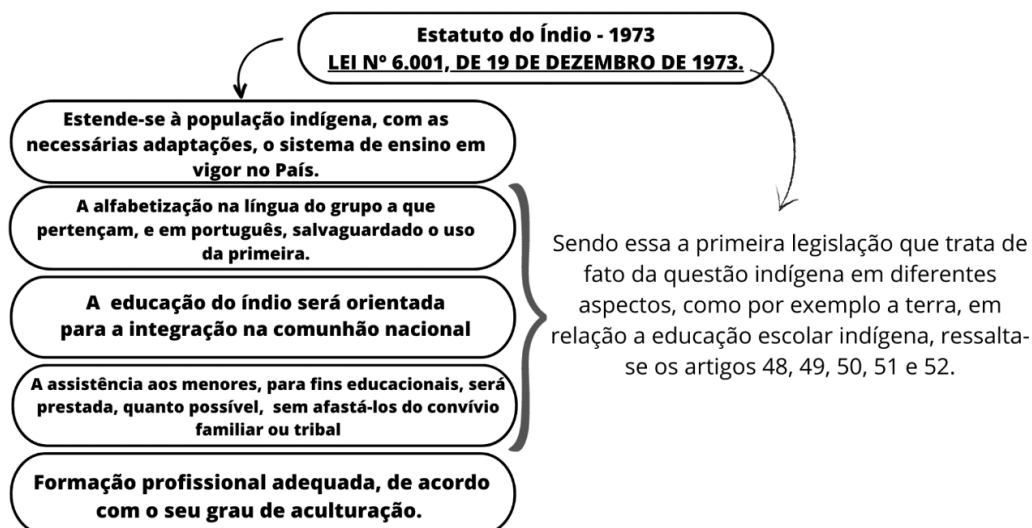 Estatuto do Índio - 1973
LEI Nº 6.001, DE 19 DE DEZEMBRO DE 1973.
Estende-se à população indígena, com as
necessárias adaptações, o sistema de ensino em
vigor no País.
A alfabetização na língua do grupo a que
pertençam, e em português, salvaguardado o uso
da primeira.
A educação do índio será orientada
para a integração na comunhão nacional
A assistência aos menores, para fins educacionais, será
prestada, quanto possível, sem afastá-los do convívio
familiar ou tribal
Formação profissional adequada, de acordo
com o seu grau de aculturação.
Sendo essa a primeira legislação que trata de
fato da questão indígena em diferentes
aspectos, como por exemplo a terra, em
relação a educação escolar indígena, ressalta-
se os artigos 48, 49, 50, 51 e 52.